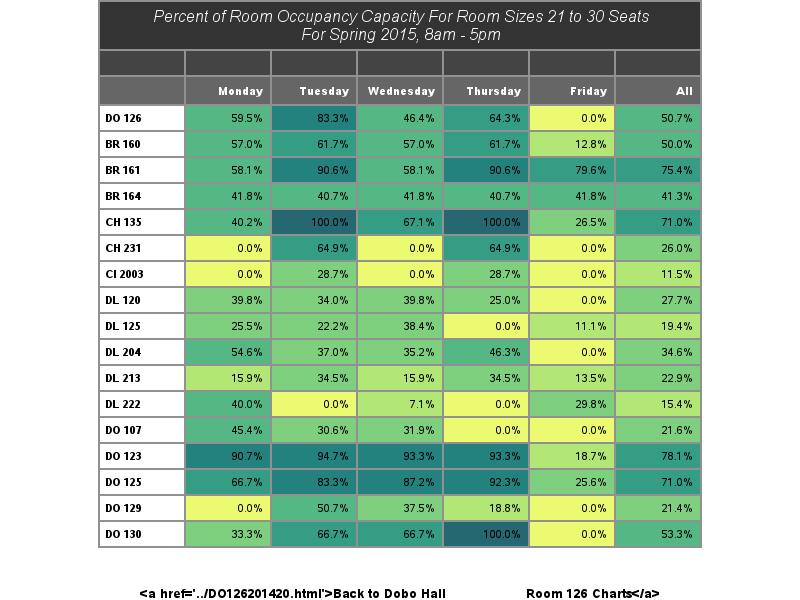 Percent of Room Occupancy Capacity For Room Sizes 21 to 30 Seats
For Spring 2015, 8am - 5pm
Monday Tuesday Wednesday Thursday Friday All
DO 126 59.5% 83.3% 46.4% 64.3% 0.0% 50.7%
BR 160 57.0% 61.7% 57.0% 61.7% 12.8% 50.0%
BR 161 58.1% 90.6% 58.1% 90.6% 79.6% 75.4%
BR 164 41.8% 40.7% 41.8% 40.7% 41.8% 41.3%
CH 135 40.2% 100.0% 67.1% 100.0% 26.5% 71.0%
CH 231 0.0% 64.9% 0.0% 64.9% 0.0% 26.0%
CI 2003 0.0% 28.7% 0.0% 28.7% 0.0% 11.5%
DL 120 39.8% 34.0% 39.8% 25.0% 0.0% 27.7%
DL 125 25.5% 22.2% 38.4% 0.0% 11.1% 19.4%
DL 204 54.6% 37.0% 35.2% 46.3% 0.0% 34.6%
DL 213 15.9% 34.5% 15.9% 34.5% 13.5% 22.9%
DL 222 40.0% 0.0% 7.1% 0.0% 29.8% 15.4%
DO 107 45.4% 30.6% 31.9% 0.0% 0.0% 21.6%
DO 123 90.7% 94.7% 93.3% 93.3% 18.7% 78.1%
DO 125 66.7% 83.3% 87.2% 92.3% 25.6% 71.0%
DO 129 0.0% 50.7% 37.5% 18.8% 0.0% 21.4%
DO 130 33.3% 66.7% 66.7% 100.0% 0.0% 53.3%
<a href='../DO126201420.html'>Back to Dobo Hall Room 126 Charts</a>